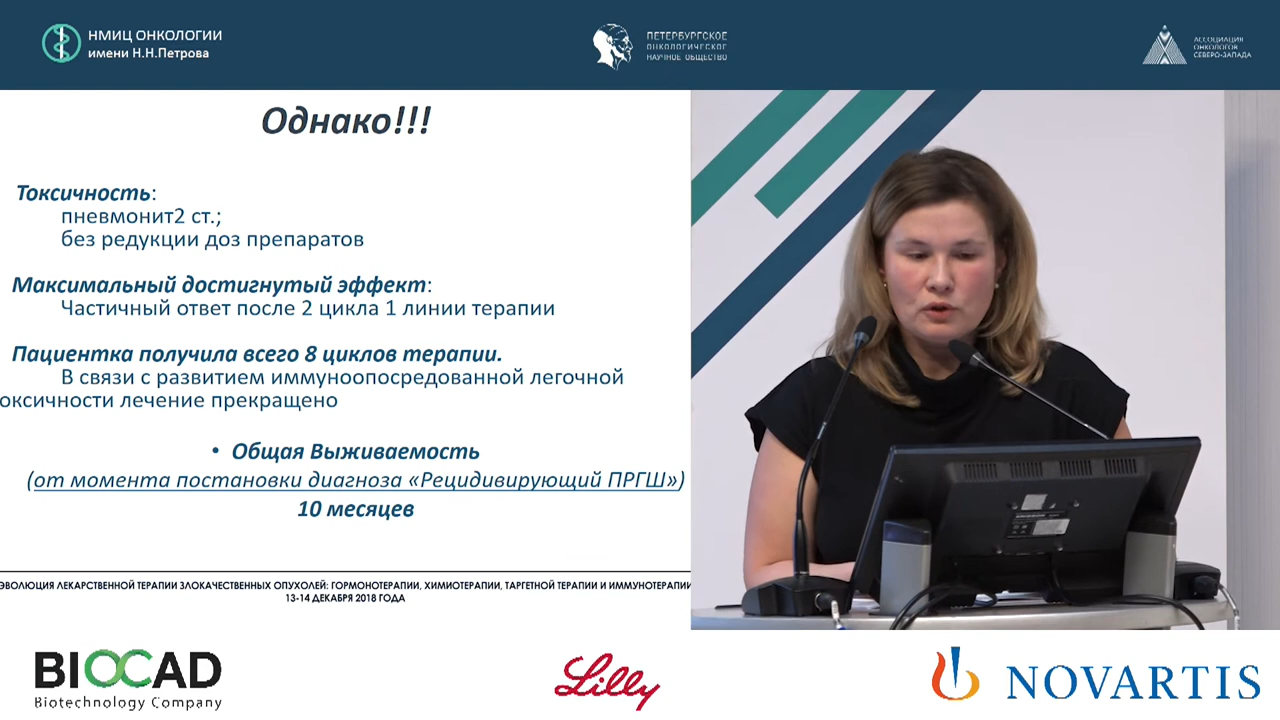 НМИЦ ОНКОЛОГИИ
имени Н.Н.Петрова
ПЕТЕРБУРГСКОЕ
ОНКОЛОГИЧЕСКОЕ
НАУЧНОЕ ОБЩЕСТВО
АССОЦИАЦИЯ
ОНКОЛОГОВ
СЕВЕРО-ЗАПАДА
Однако!!!
Токсичность:
пневмонит2 ст.;
без редукции доз препаратов
Максимальный достигнутый эффект:
Частичный ответ после 2 цикла 1 линии терапии
Пациентка получила всего 8 циклов терапии.
В связи с развитием иммуноопосредованной легочной
оксичности лечение прекращено
• Общая Выживаемость
(от момента постановки диагноза «Рецидивирующий ПРГШ»)
10 месяцев
ЭВОЛЮЦИЯ ЛЕКАРСТВЕННОЙ ТЕРАПИИ ЗЛОКАЧЕСТВЕННЫХ ОПУХОЛЕЙ: ГОРМОНОТЕРАПИИ, ХИМИОТЕРАПИИ, ТАРГЕТНОЙ ТЕРАПИИ И ИММУНОТЕРАПИИ
13-14 ДЕКАБРЯ 2018 ГОДА
BIOCAD
Biotechnology Company
Lilly
NOVARTIS